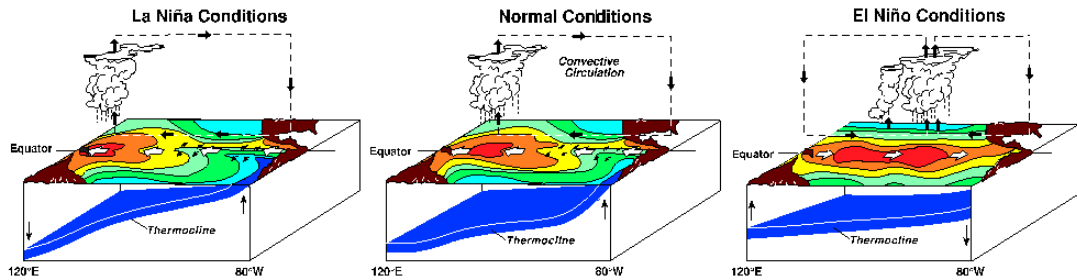 La Niña Conditions
Normal Conditions
El Niño Conditions
Convective
Circulation
Equator
Equator
Equator
Thermocline
Thermocline
Thermocline
120°E
80°W
120°E
80°W
120°E
80°W